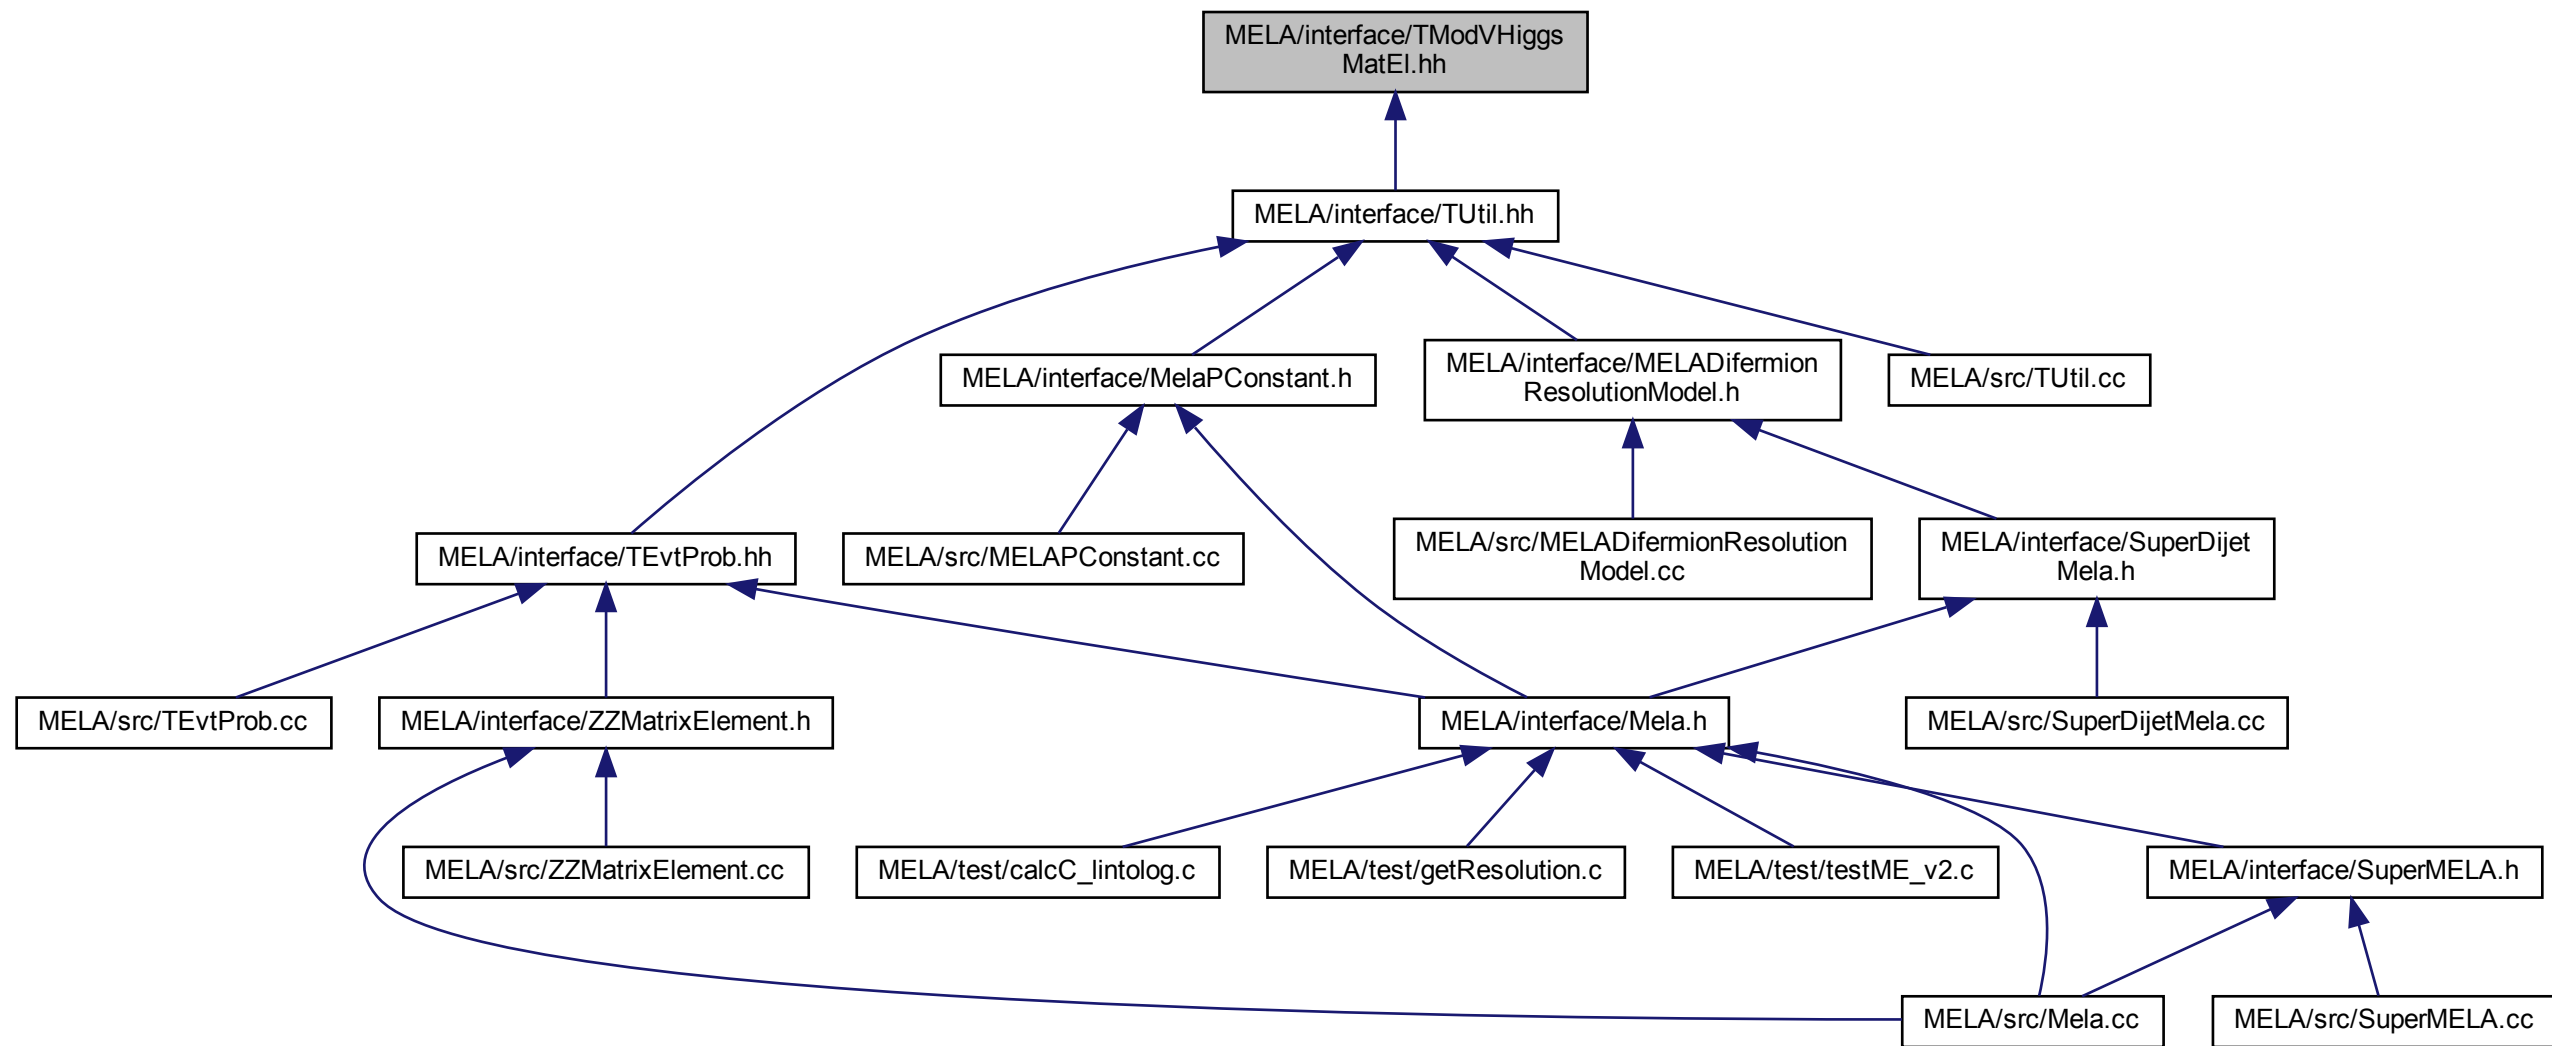 MELA/interface/TModVHiggs
MatEl.hh
MELA/interface/TUtil.hh
MELA/interface/MelaPConstant.h
MELA/interface/MELADifermion
ResolutionModel.h
MELA/src/TUtil.cc
MELA/interface/TEvtProb.hh
MELA/src/MELAPConstant.cc
MELA/src/MELADifermionResolution
Model.cc
MELA/interface/SuperDijet
Mela.h
MELA/src/TEvtProb.cc
MELA/interface/ZZMatrixElement.h
MELA/interface/Mela.h
MELA/src/SuperDijetMela.cc
MELA/src/ZZMatrixElement.cc
MELA/test/calcC_lintolog.c
MELA/test/getResolution.c
MELA/test/testME_v2.c
MELA/interface/SuperMELA.h
MELA/src/Mela.cc
MELA/src/SuperMELA.cc